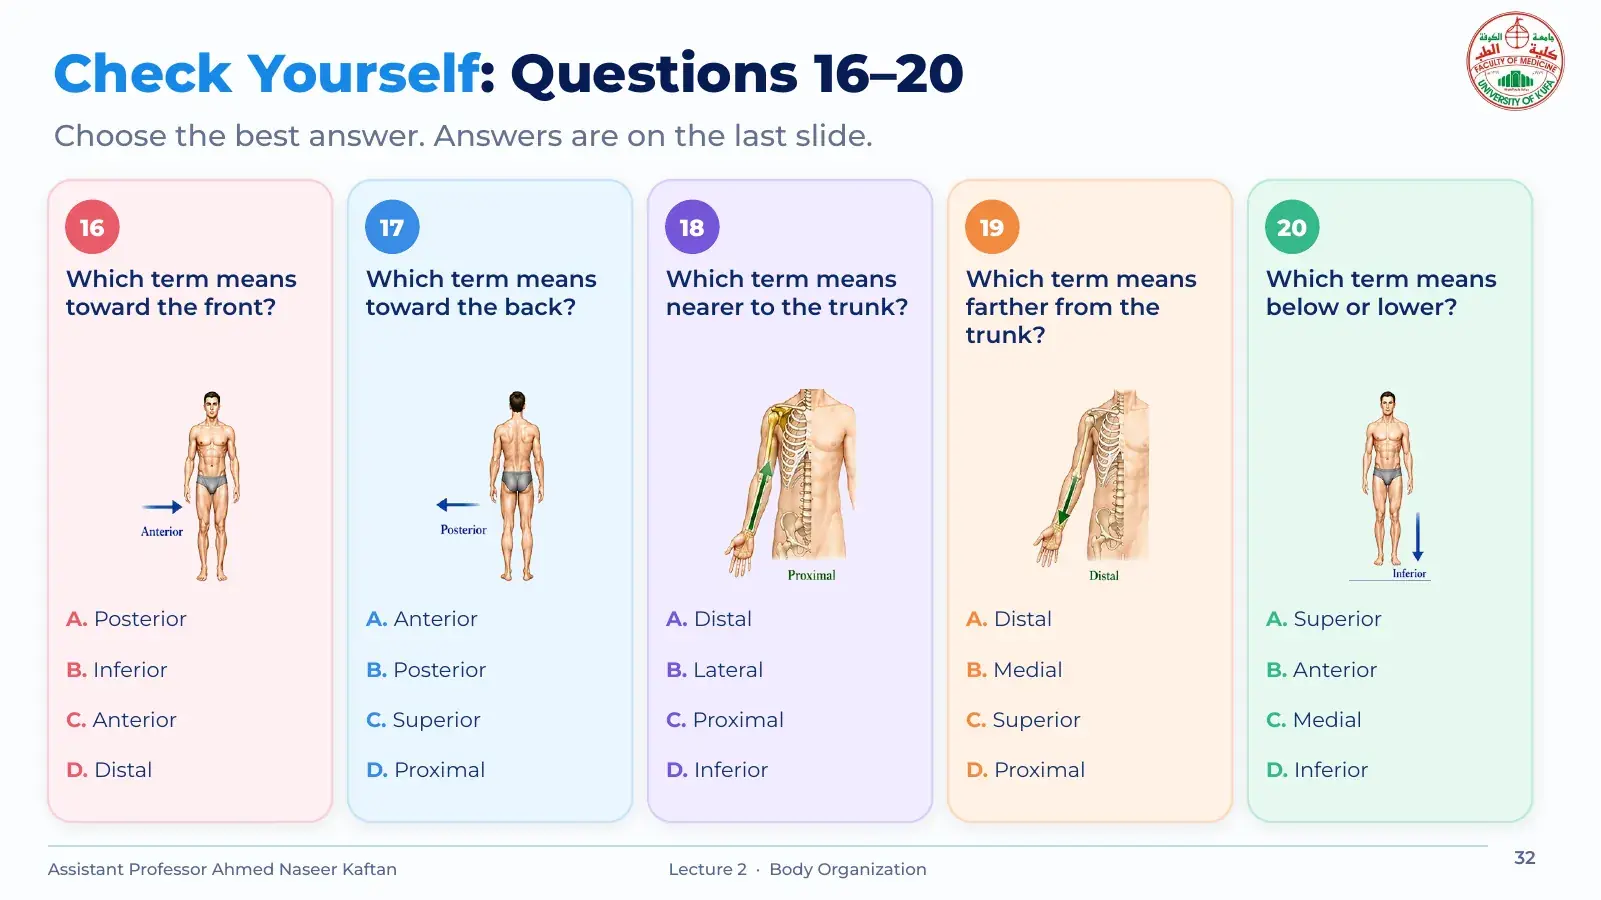 Check Yourself: Questions 16–20
Choose the best answer. Answers are on the last slide.
جامعة الكوفة
كلية الطب
FACULTY OF MEDICINE
UNIVERSITY OF KUFA
16
Which term means
toward the front?
Anterior
A. Posterior
B. Inferior
C. Anterior
D. Distal
17
Which term means
toward the back?
Posterior
A. Anterior
B. Posterior
C. Superior
D. Proximal
18
Which term means
nearer to the trunk?
Proximal
A. Distal
B. Lateral
C. Proximal
D. Inferior
19
Which term means
farther from the
trunk?
Distal
A. Distal
B. Medial
C. Superior
D. Proximal
20
Which term means
below or lower?
Inferior
A. Superior
B. Anterior
C. Medial
D. Inferior
Assistant Professor Ahmed Naseer Kaftan
Lecture 2 · Body Organization
32